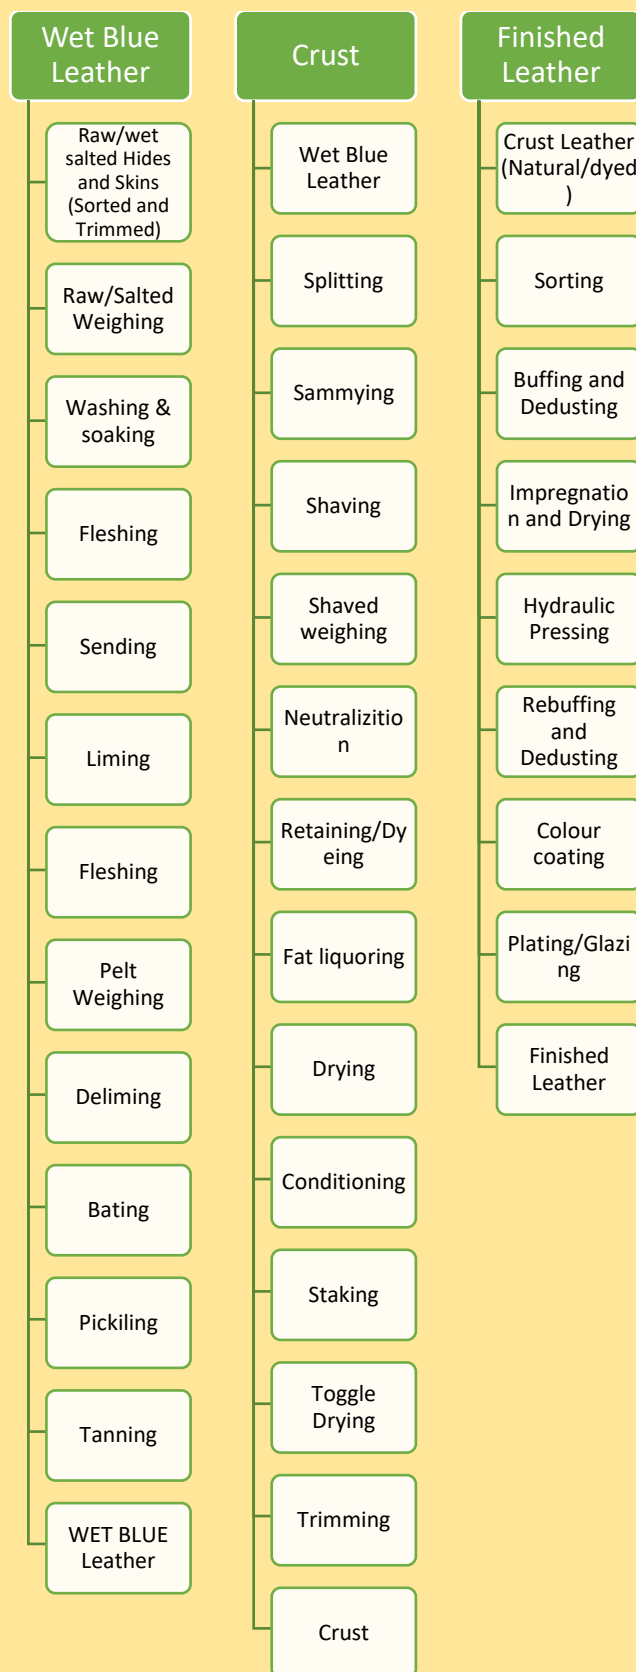 Wet Blue
Leather
Raw/wet
salted Hides
and Skins
(Sorted and
Trimmed)
Raw/Salted
Weighing
Washing &
soaking
Fleshing
Sending
Liming
Fleshing
Pelt
Weighing
Deliming
Bating
Pickiling
Tanning
WET BLUE
Leather
Crust
Wet Blue
Leather
Splitting
Sammying
Shaving
Shaved
weighing
Neutralizitio
n
Retaining/Dy
eing
Fat liquoring
Drying
Conditioning
Staking
Toggle
Drying
Trimming
Crust
Finished
Leather
Crust Leather
(Natural/dyed
)
Sorting
Buffing and
Dedusting
Impregnatio
n and Drying
Hydraulic
Pressing
Rebuffing
and
Dedusting
Colour
coating
Plating/Glazi
ng
Finished
Leather